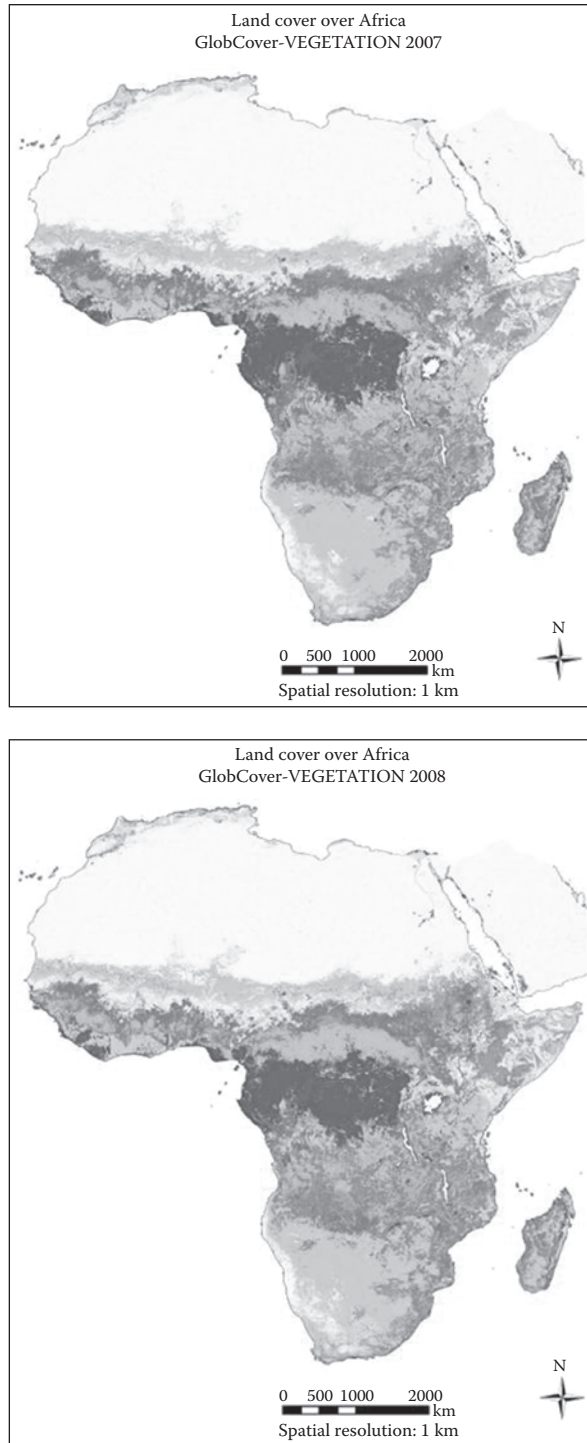 Land cover over Africa
GlobCover-VEGETATION 2007
N
0 500 1000 2000
km
Spatial resolution: 1 km
Land cover over Africa
GlobCover-VEGETATION 2008
N
0 500 1000 2000
km
Spatial resolution: 1 km